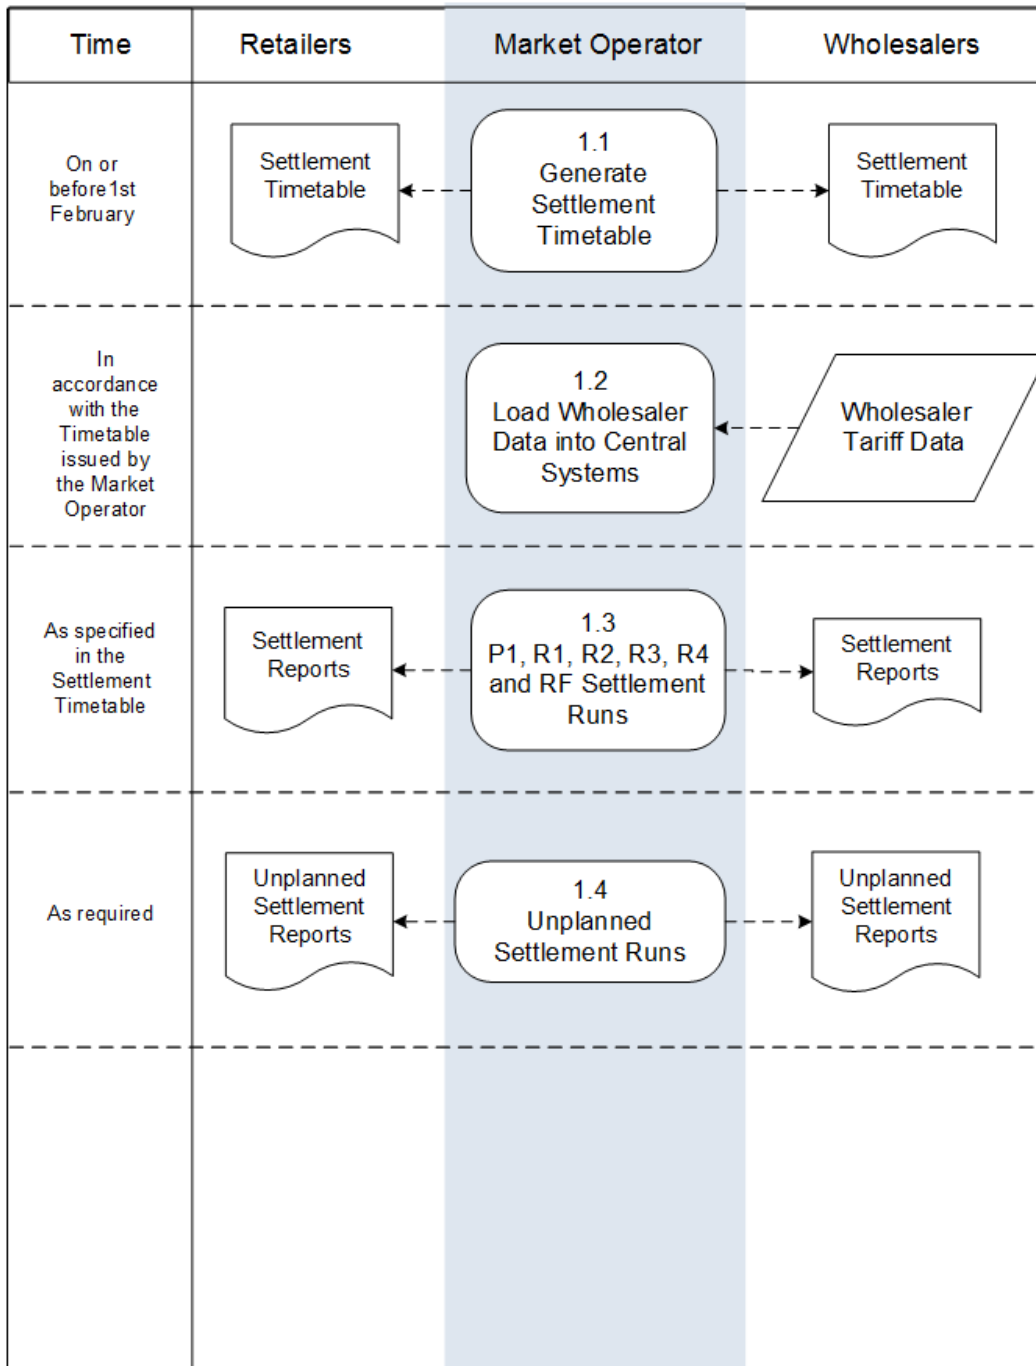 Time
Retailers
Market Operator
Wholesalers
On or
before 1st
February
Settlement
Timetable
1.1
Generate
Settlement
Timetable
Settlement
Timetable
In
accordance
with the
Timetable
issued by
the Market
Operator
1.2
Load Wholesaler
Data into Central
Systems
Wholesaler
Tariff Data
As specified
in the
Settlement
Timetable
Settlement
Reports
1.3
P1, R1, R2, R3, R4
and RF Settlement
Runs
Settlement
Reports
As required
Unplanned
Settlement
Reports
1.4
Unplanned
Settlement Runs
Unplanned
Settlement
Reports